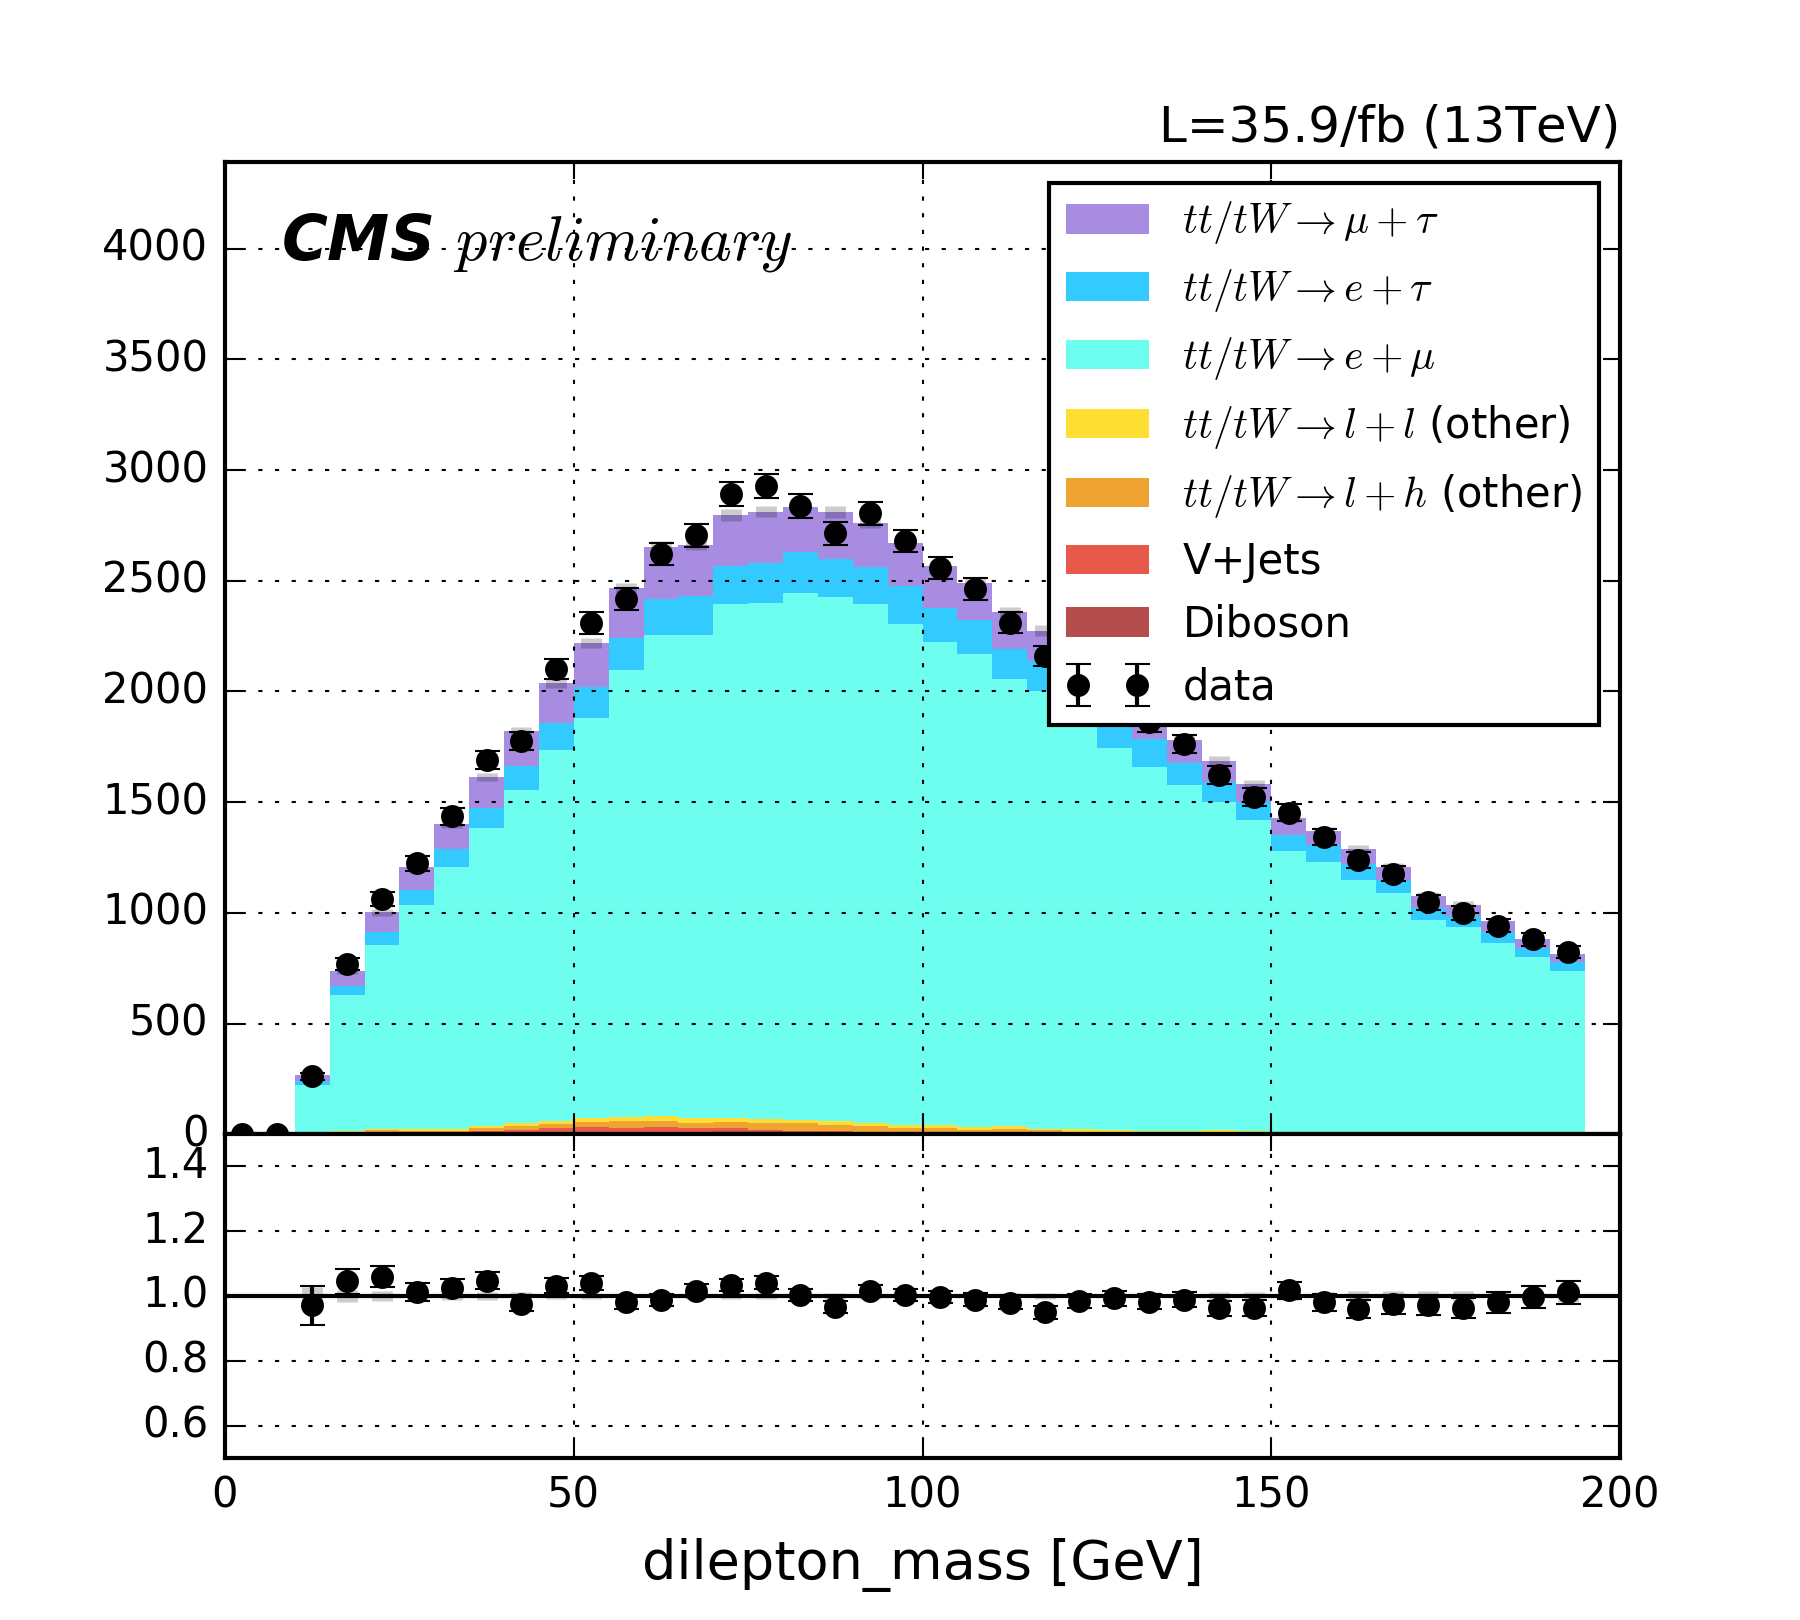 L=35.9/fb (13TeV)
CMS preliminary
tt/tW → μ + τ
tt/tW → e + τ
tt/tW → e + μ
tt/tW → l + l (other)
tt/tW → l + h (other)
V+Jets
Diboson
data
4000
3500
3000
2500
2000
1500
1000
500
0
1.4
1.2
1.0
0.8
0.6
0 50 100 150 200
dilepton_mass [GeV]